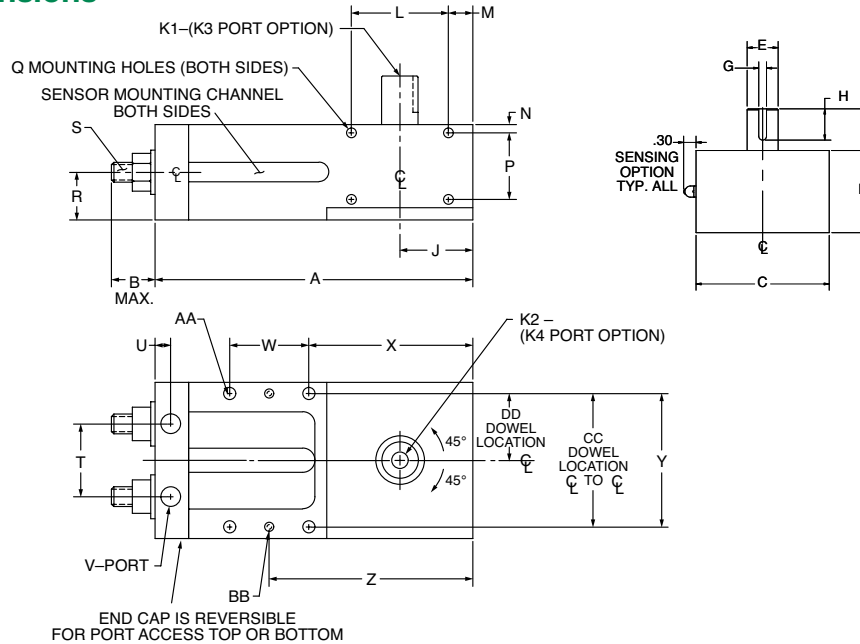 L
M
K1–(K3 PORT OPTION)
E
G
Q MOUNTING HOLES (BOTH SIDES)
SENSOR MOUNTING CHANNEL
BOTH SIDES
H
N
S
.30
SENSING
OPTION
TYP. ALL
℄
℄
P
R
J
℄
C
B
MAX.
A
AA
K2 –
(K4 PORT OPTION)
U
W
X
DD
DOWEL
LOCATION
℄
CC
DOWEL
LOCATION
℄ TO ℄
45°
45°
T
Y
V–PORT
BB
Z
END CAP IS REVERSIBLE
FOR PORT ACCESS TOP OR BOTTOM